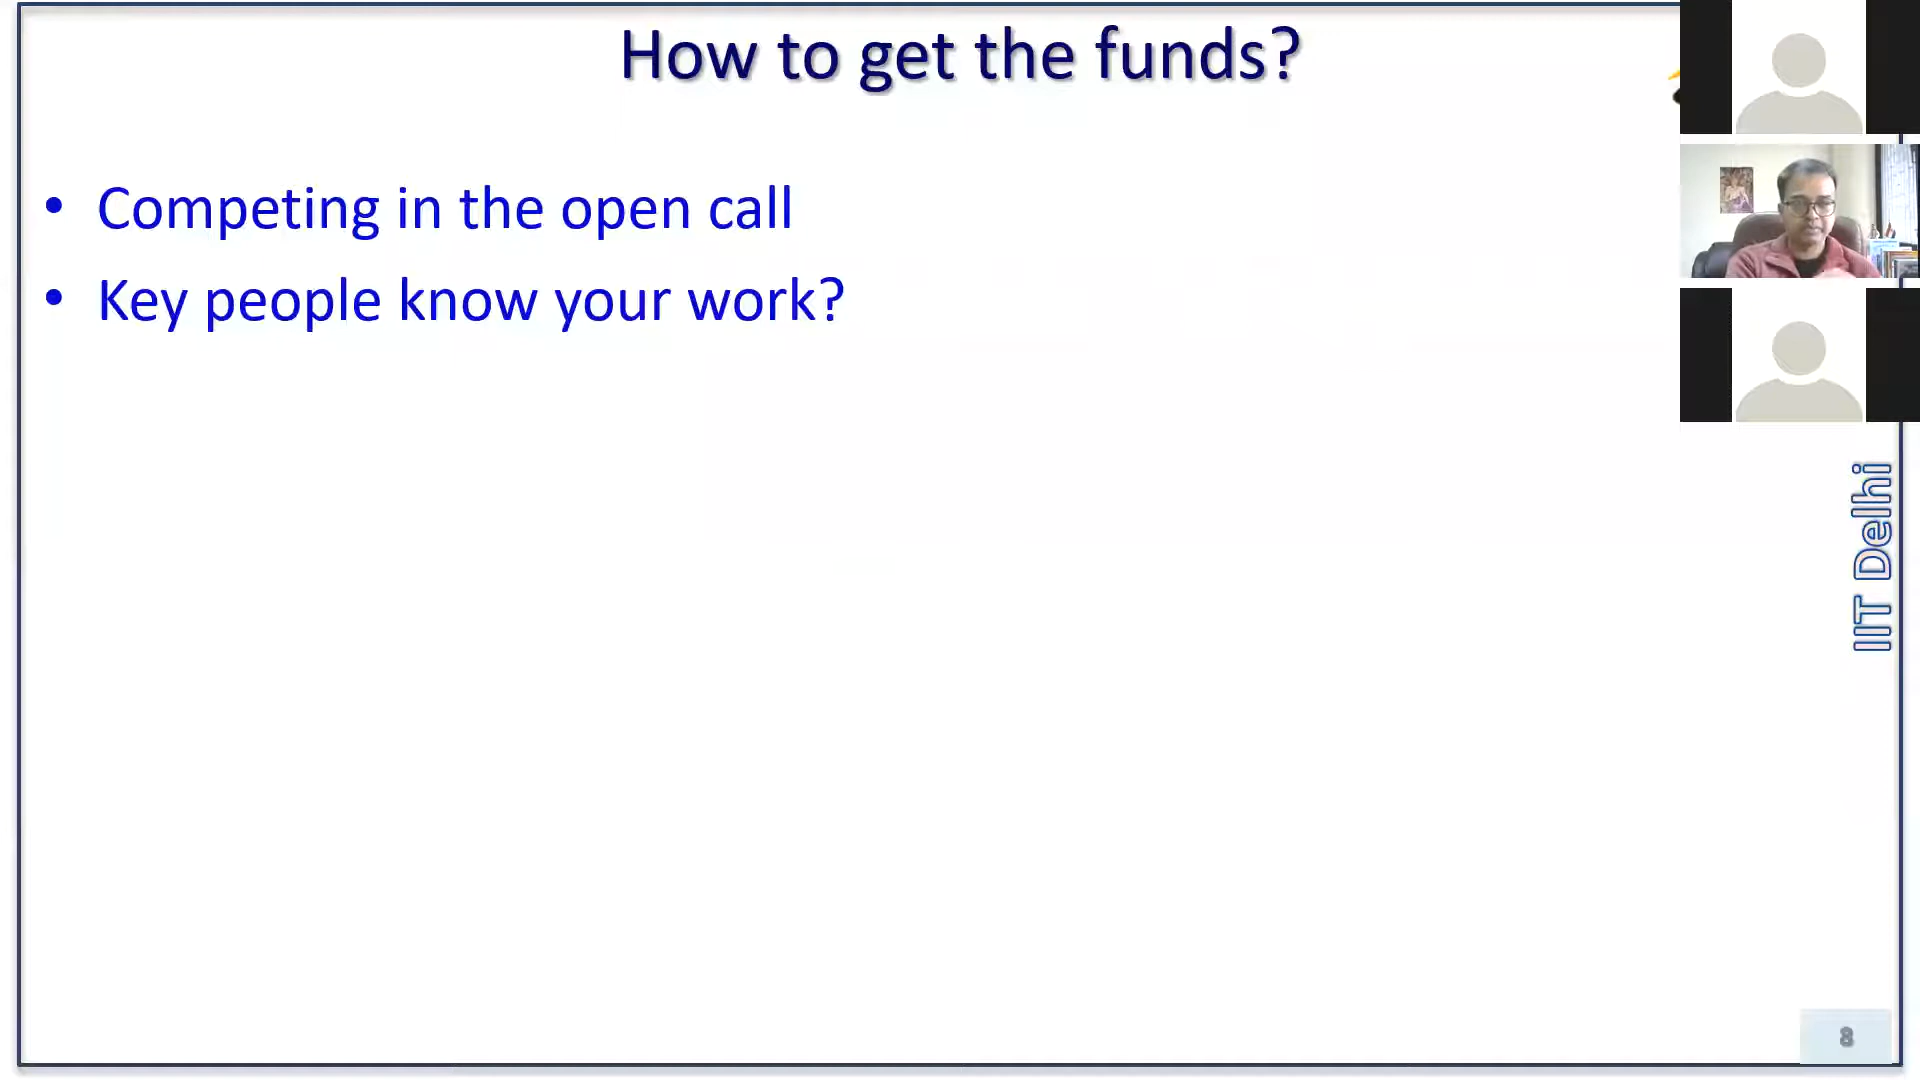 How to get the funds?
• Competing in the open call
• Key people know your work?
IIT Delhi
8